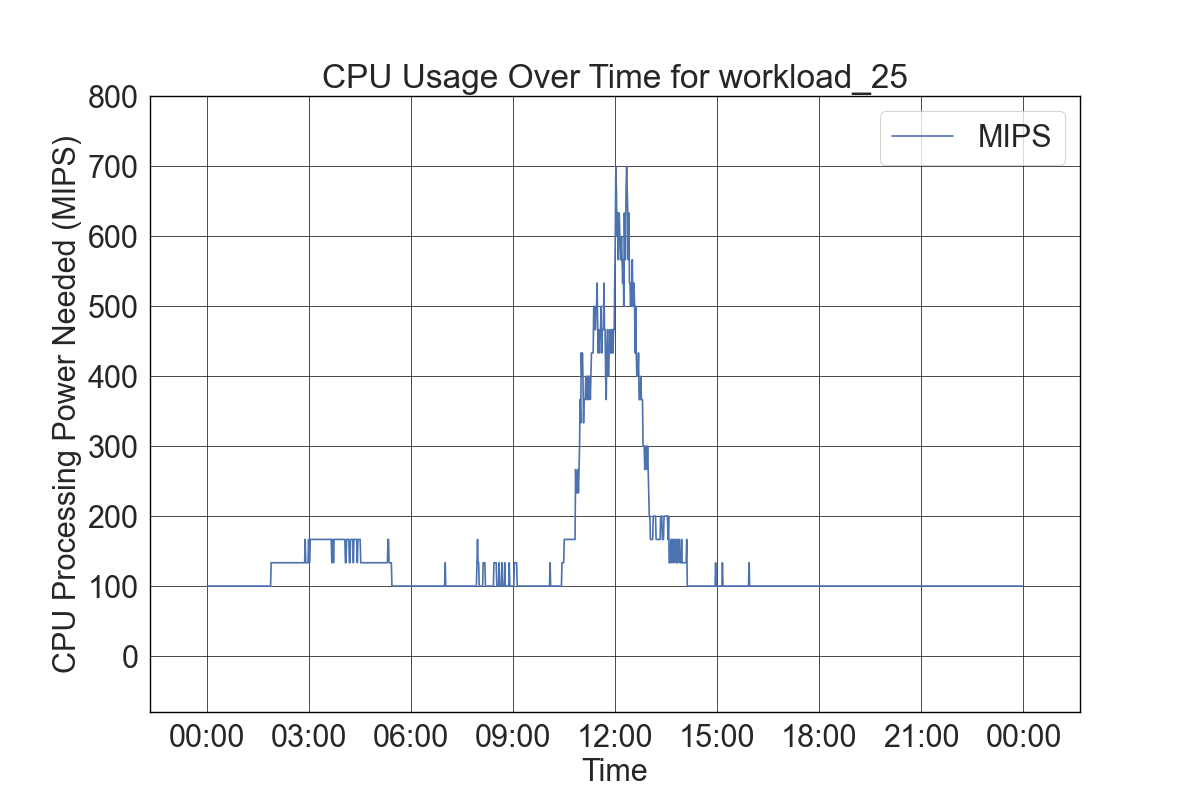 CPU Usage Over Time for workload_25
CPU Processing Power Needed (MIPS)
800
700
600
500
400
300
200
100
0
MIPS
00:00 03:00 06:00 09:00 12:00 15:00 18:00 21:00 00:00
Time